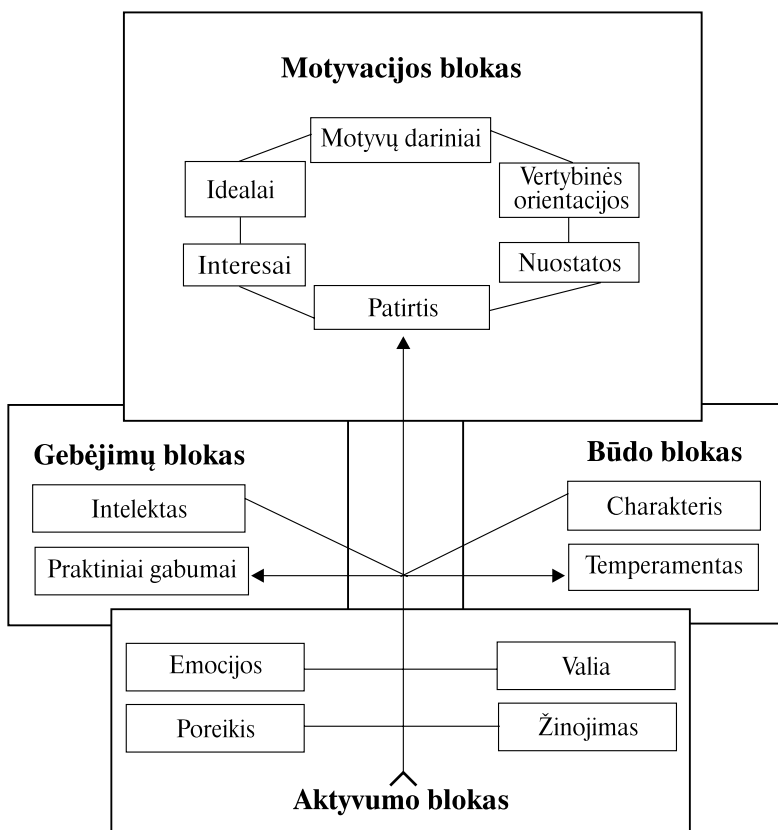 Motyvacijos blokas
Motyvų dariniai
Idealai
Vertybinės
orientacijos
Interesai
Nuostatos
Patirtis
Gebėjimų blokas
Būdo blokas
Intelektas
Charakteris
Praktiniai gabumai
Temperamentas
Emocijos
Valia
Poreikis
Žinojimas
Aktyvumo blokas